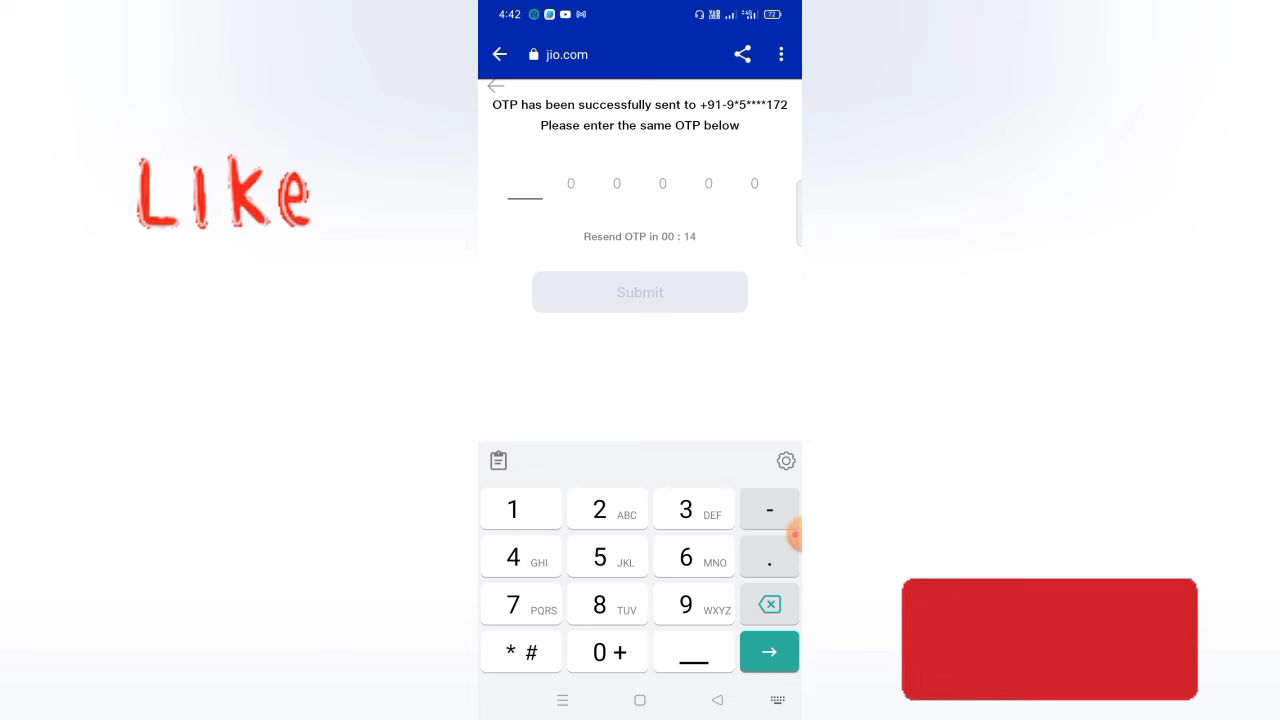 4:42
72
jio.com
OTP has been successfully sent to +91-9*5****172
Please enter the same OTP below
0 0 0 0 0
Resend OTP in 00 : 14
Submit
Like
1 2 ABC 3 DEF -
4 GHI 5 JKL 6 MNO .
7 PQRS 8 TUV 9 WXYZ
* # 0 +